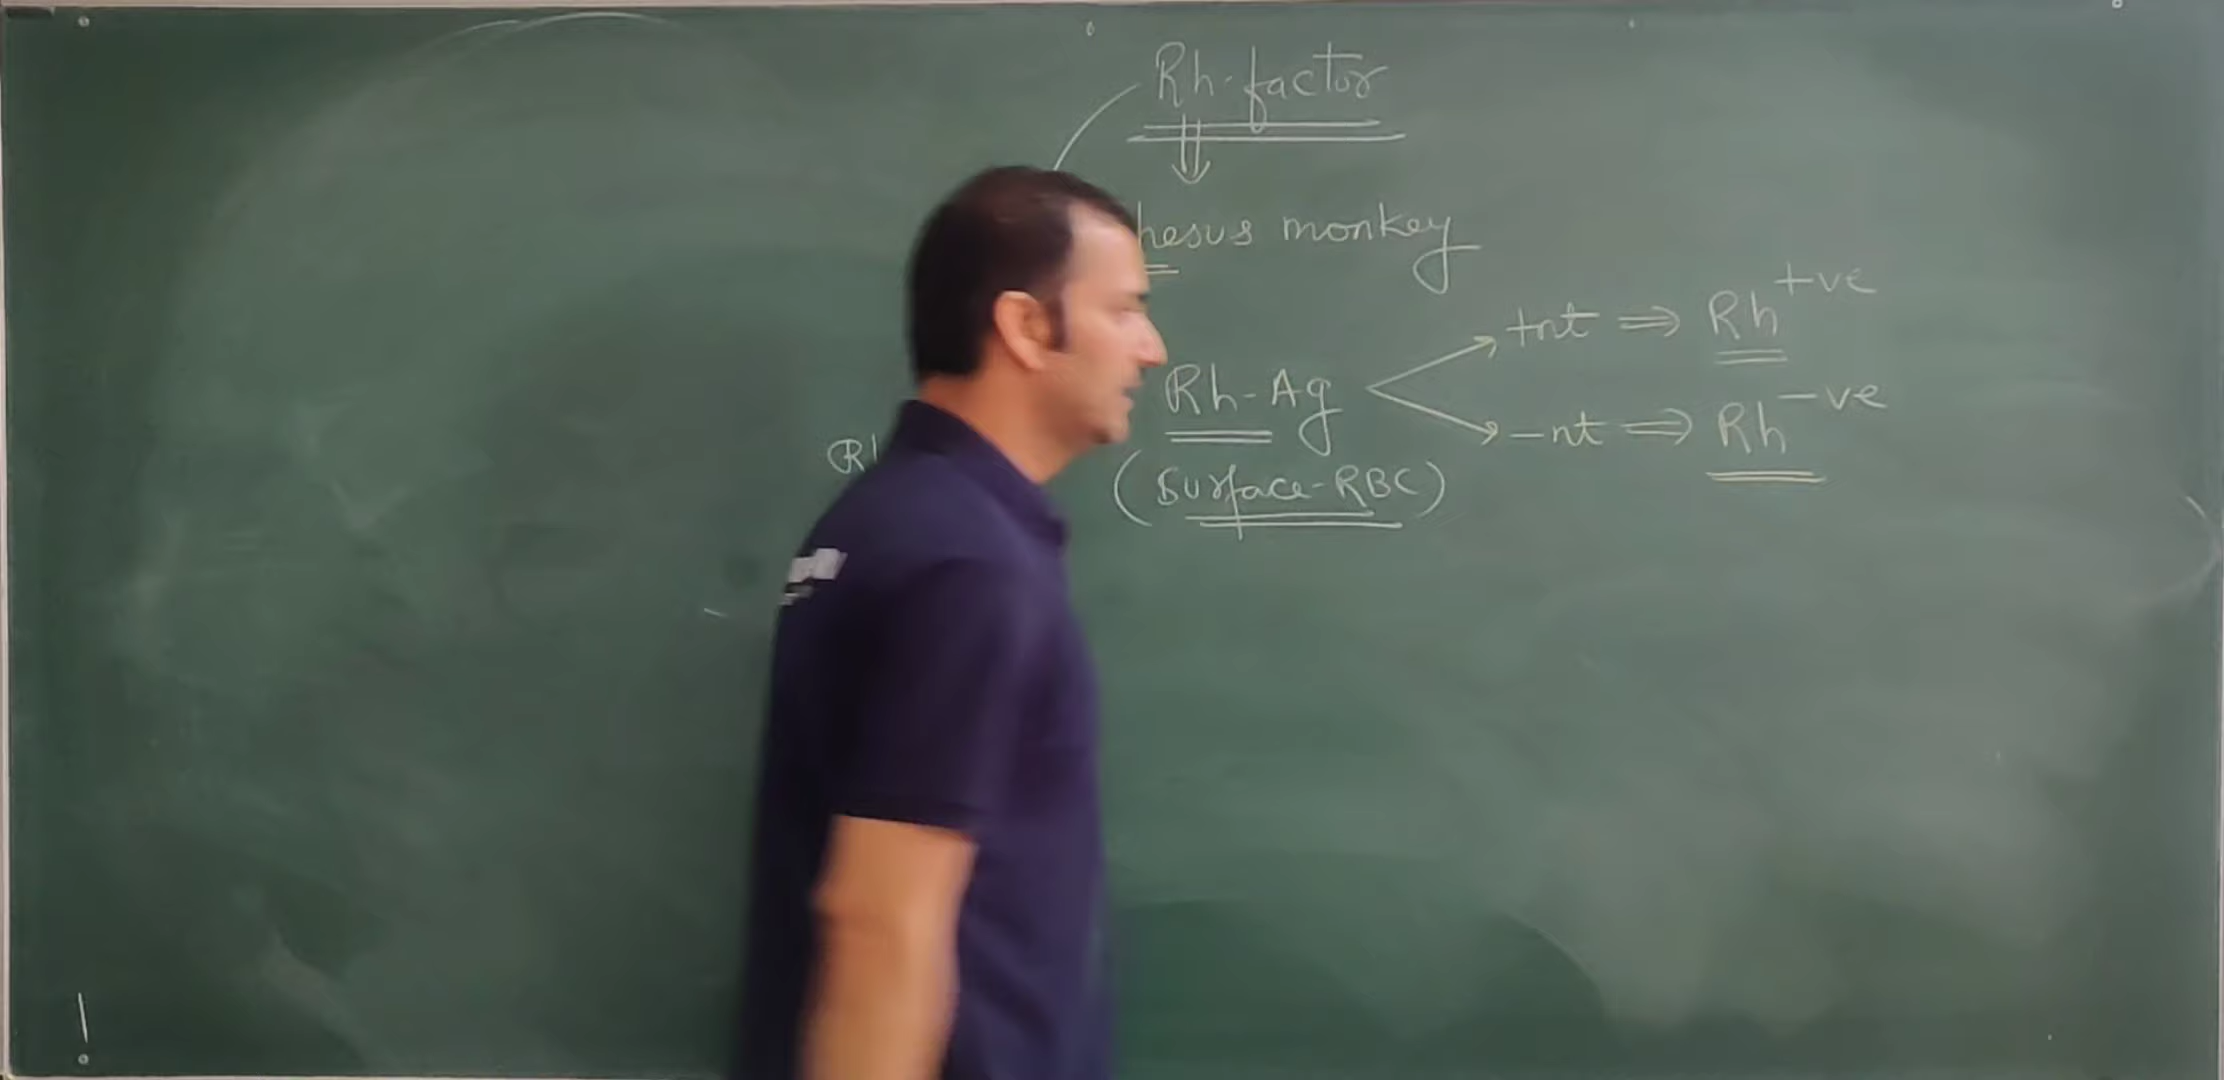 Rh-factor
hesus monkey
+nt ⇒ Rh +ve
Rh-Ag
-nt ⇒ Rh -ve
(Surface-RBC)